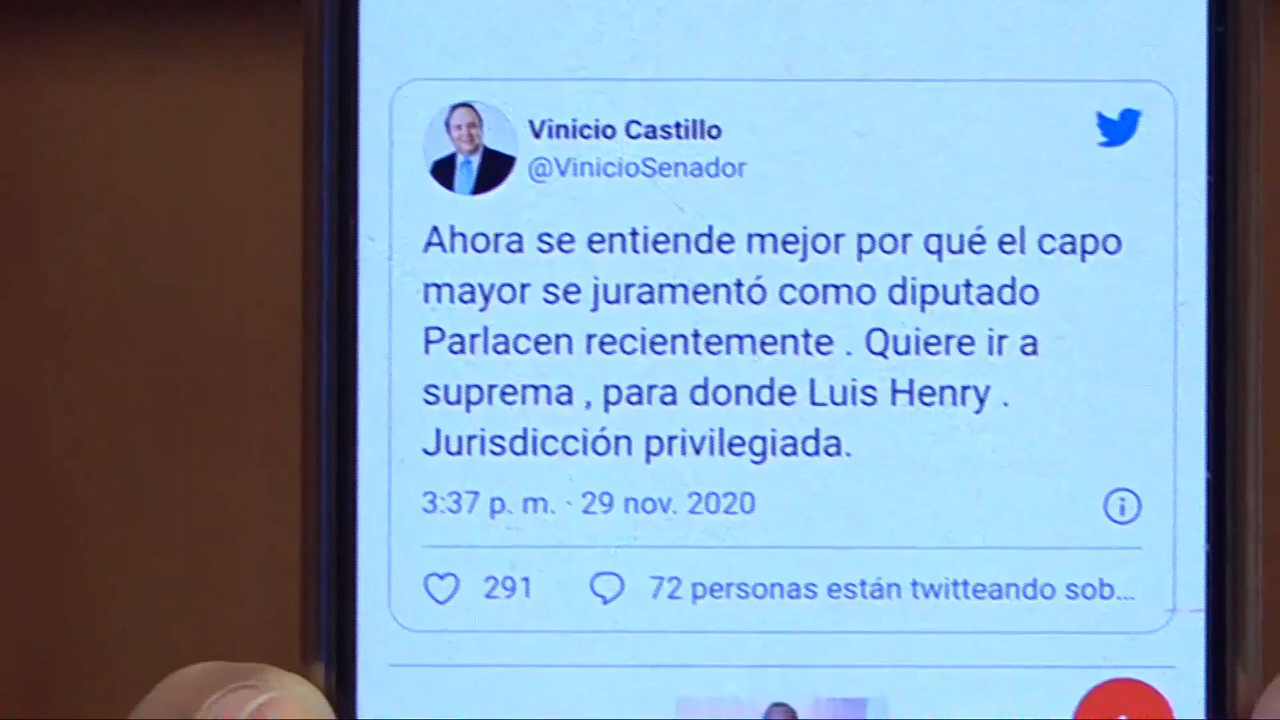 Vinicio Castillo
@VinicioSenador
Ahora se entiende mejor por qué el capo
mayor se juramentó como diputado
Parlacen recientemente . Quiere ir a
suprema , para donde Luis Henry .
Jurisdicción privilegiada.
3:37 p. m. · 29 nov. 2020
291
72 personas están twitteando sob...